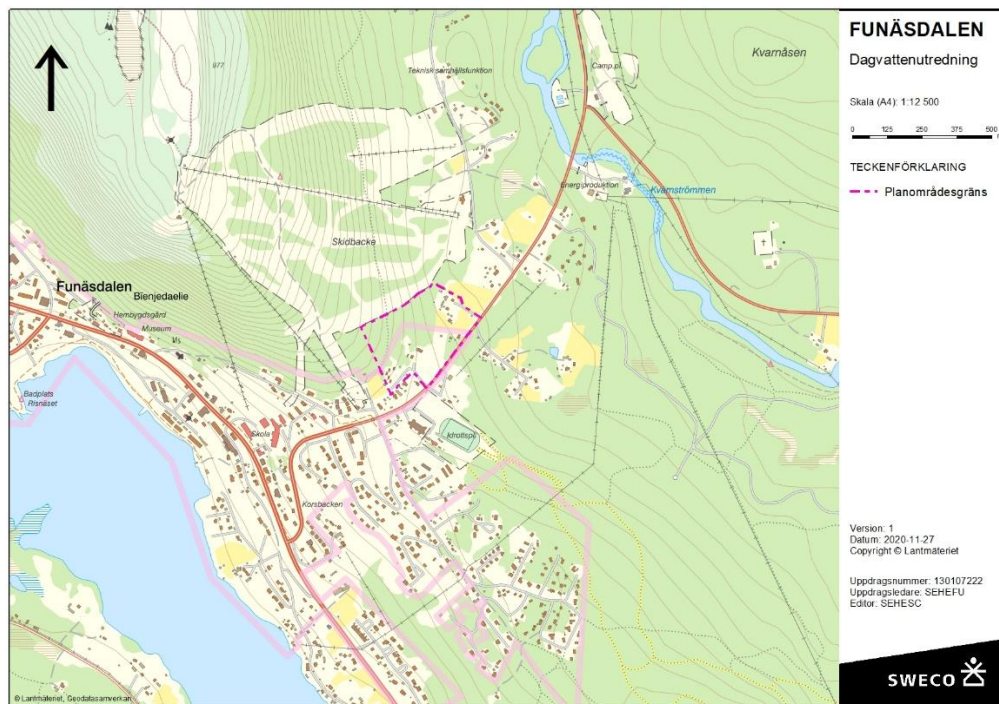 FUNÄSDALEN
Dagvattenutredning
Skala (A4): 1:12 500
0 125 250 375 500
TECKENFÖRKLARING
Planområdesgräns
Version: 1
Datum: 2020-11-27
Copyright © Lantmäteriet
Uppdragsnummer: 130107222
Uppdragsledare: SEHEFU
Editor: SEHESC
SWECO
977
Teknisk samhällsfunktion
Camp.pl
Kvarnåsen
Energiproduktion
Kvarnströmmen
Skidbacke
Funäsdalen
Bienjedaelie
Hembygdsgård
Museum
Vs
Badplats
Risnäset
Skola
Idrottspl
Korsbacken
© Lantmäteriet, Geodatasamverkan